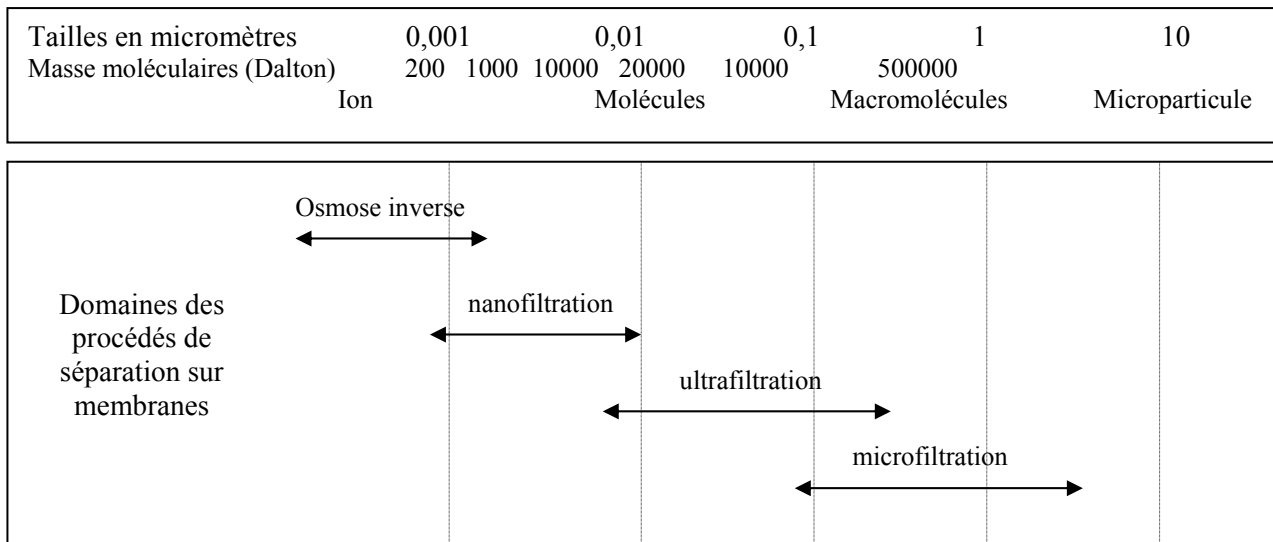 Tailles en micromètres 0,001 0,01 0,1 1 10
Masse moléculaires (Dalton) 200 1000 10000 20000 10000 500000
Ion Molécules Macromolécules Microparticule
Osmose inverse
nanofiltration
Domaines des
procédés de
séparation sur
membranes
ultrafiltration
microfiltration